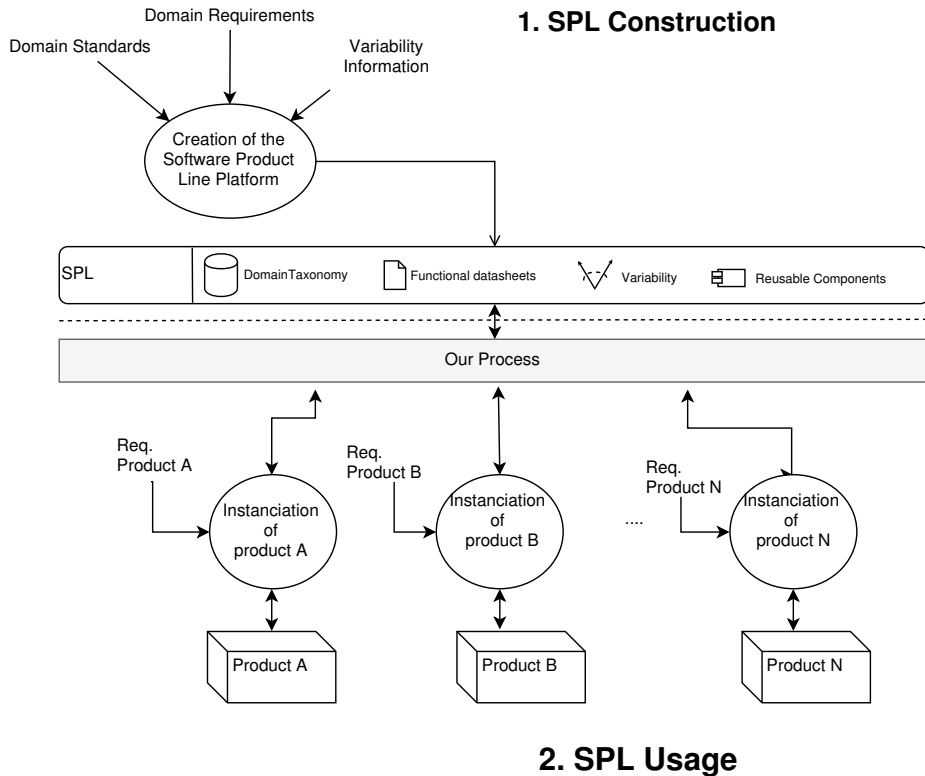 1. SPL Construction
Domain Requirements
Domain Standards
Variability
Information
Creation of the
Software Product
Line Platform
SPL
DomainTaxonomy
Functional datasheets
Variability
Reusable Components
Our Process
Req.
Product A
Instanciation
of
product A
Product A
Req.
Product B
Instanciation
of
product B
Product B
....
Req.
Product N
Instanciation
of
product N
Product N
2. SPL Usage